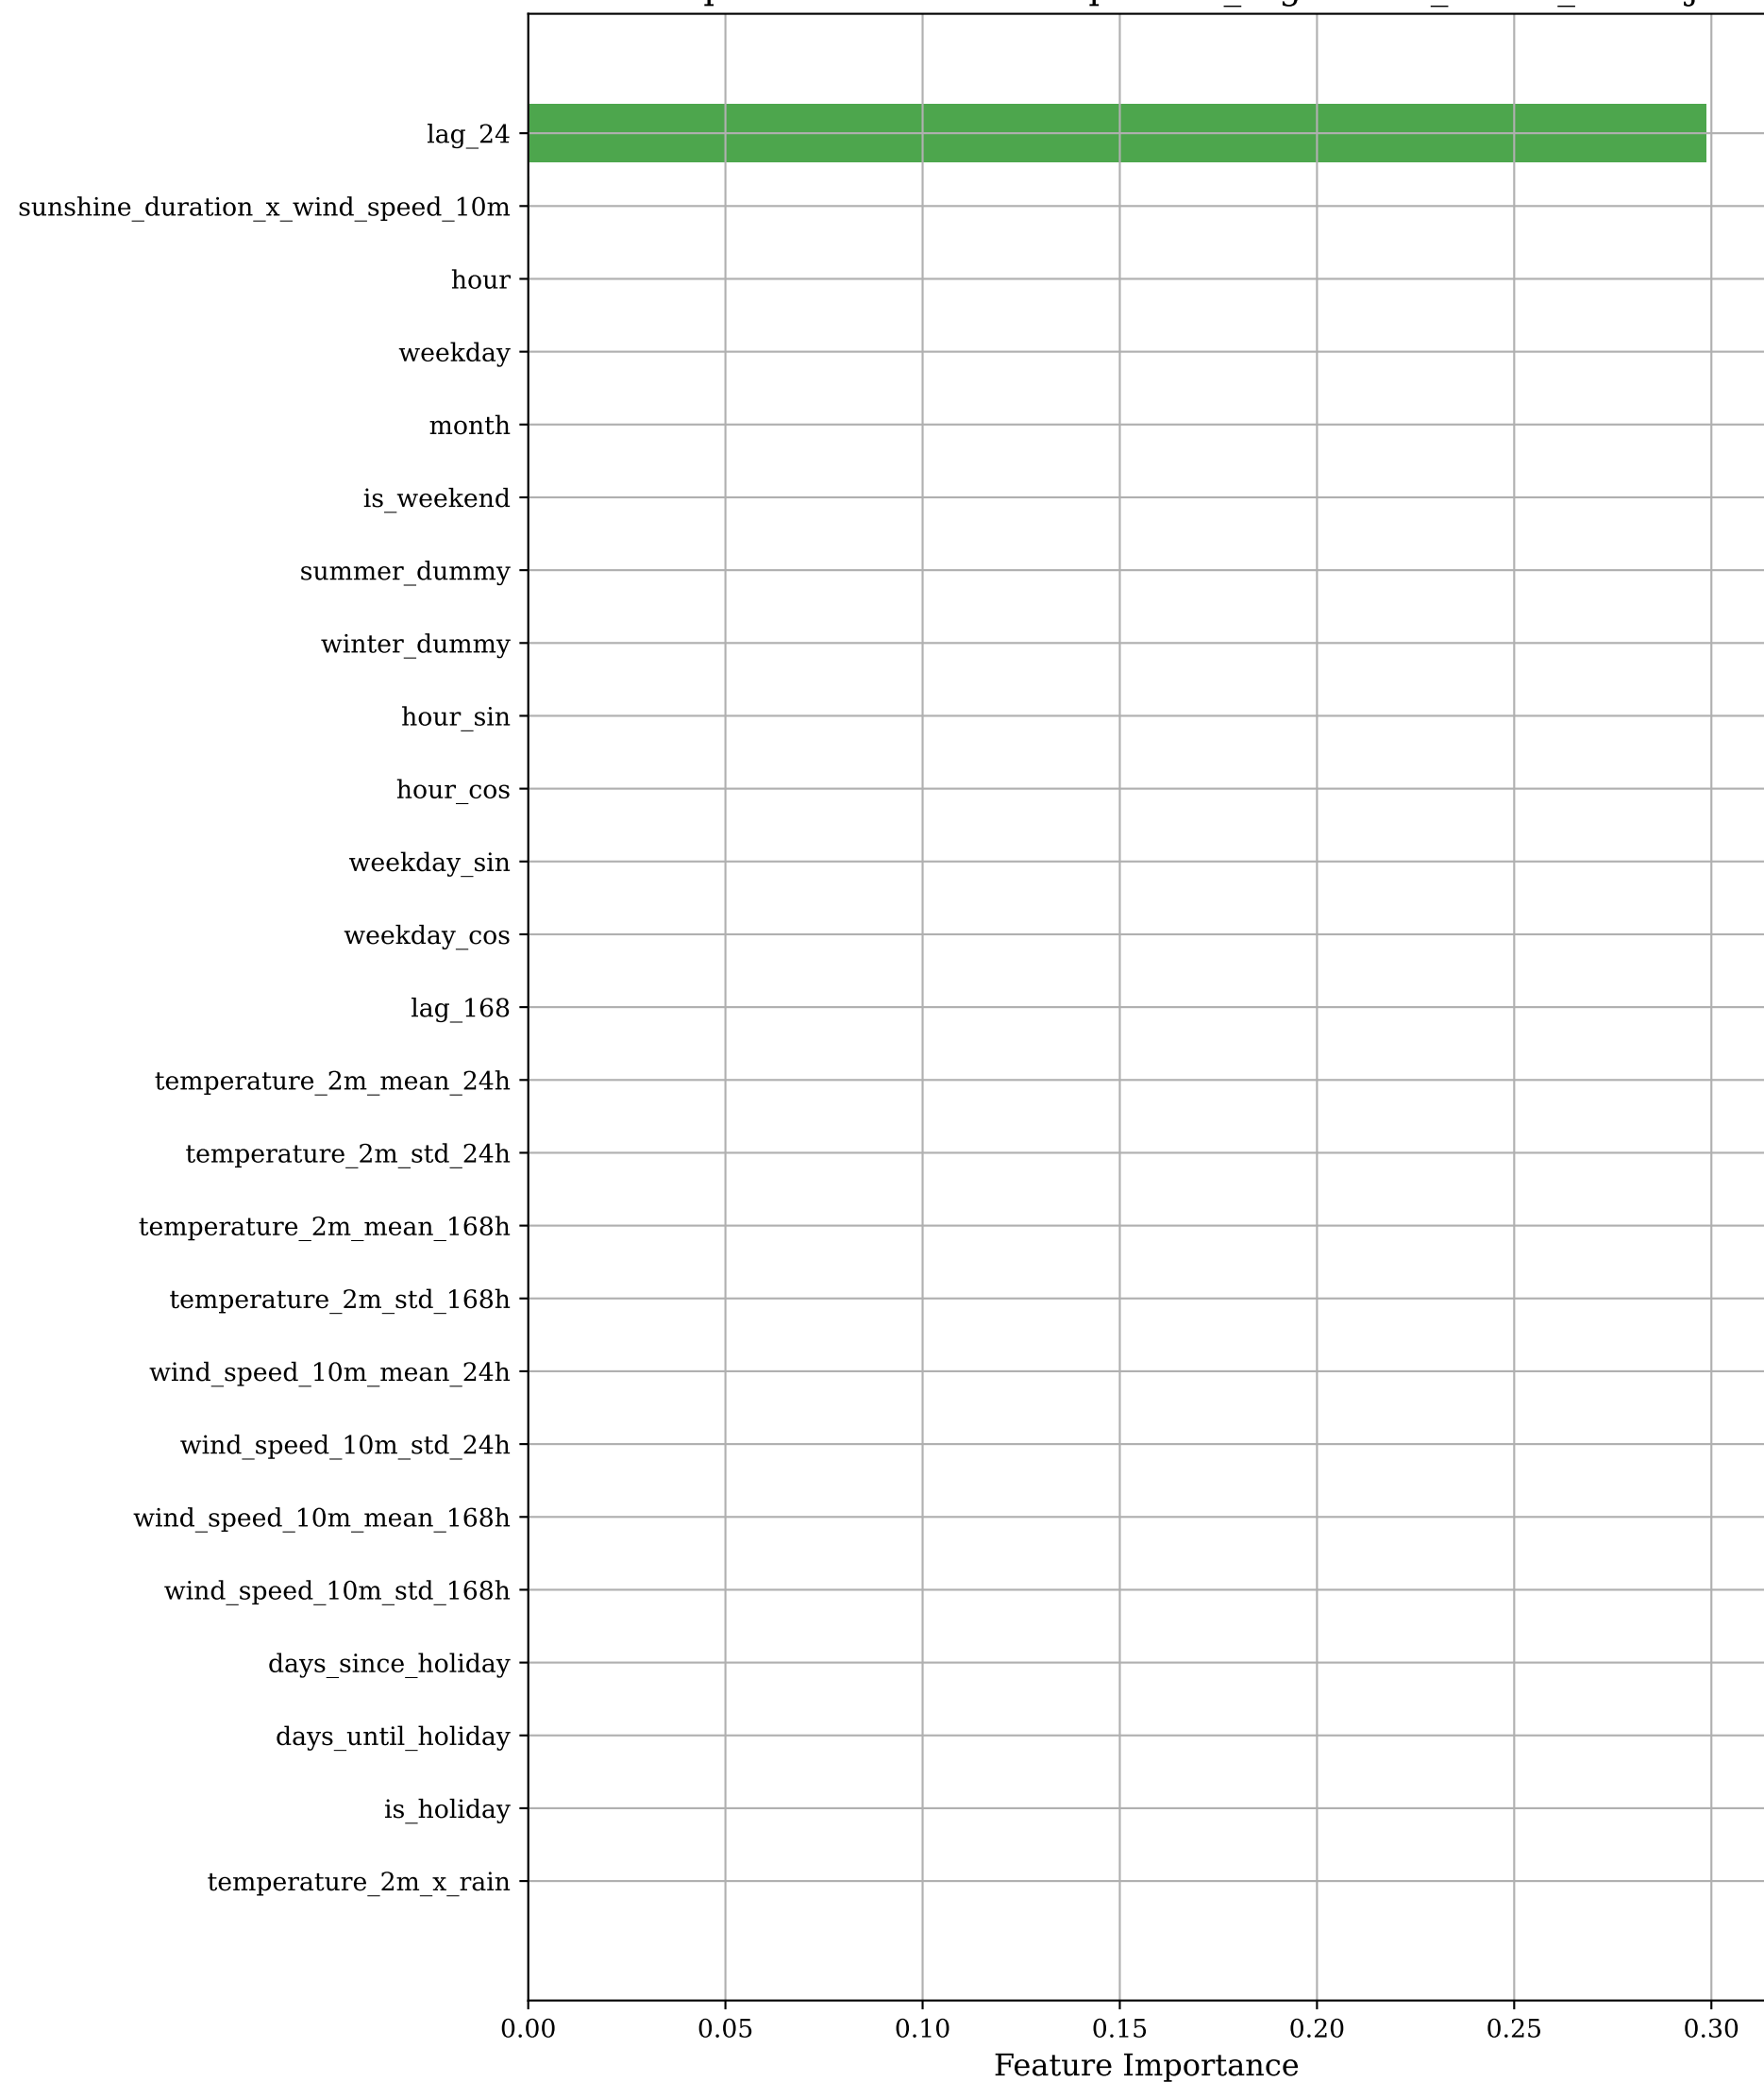 lag_24
sunshine_duration_x_wind_speed_10m
hour
weekday
month
is_weekend
summer_dummy
winter_dummy
hour_sin
hour_cos
weekday_sin
weekday_cos
lag_168
temperature_2m_mean_24h
temperature_2m_std_24h
temperature_2m_mean_168h
temperature_2m_std_168h
wind_speed_10m_mean_24h
wind_speed_10m_std_24h
wind_speed_10m_mean_168h
wind_speed_10m_std_168h
days_since_holiday
days_until_holiday
is_holiday
temperature_2m_x_rain
0.00 0.05 0.10 0.15 0.20 0.25 0.30
Feature Importance